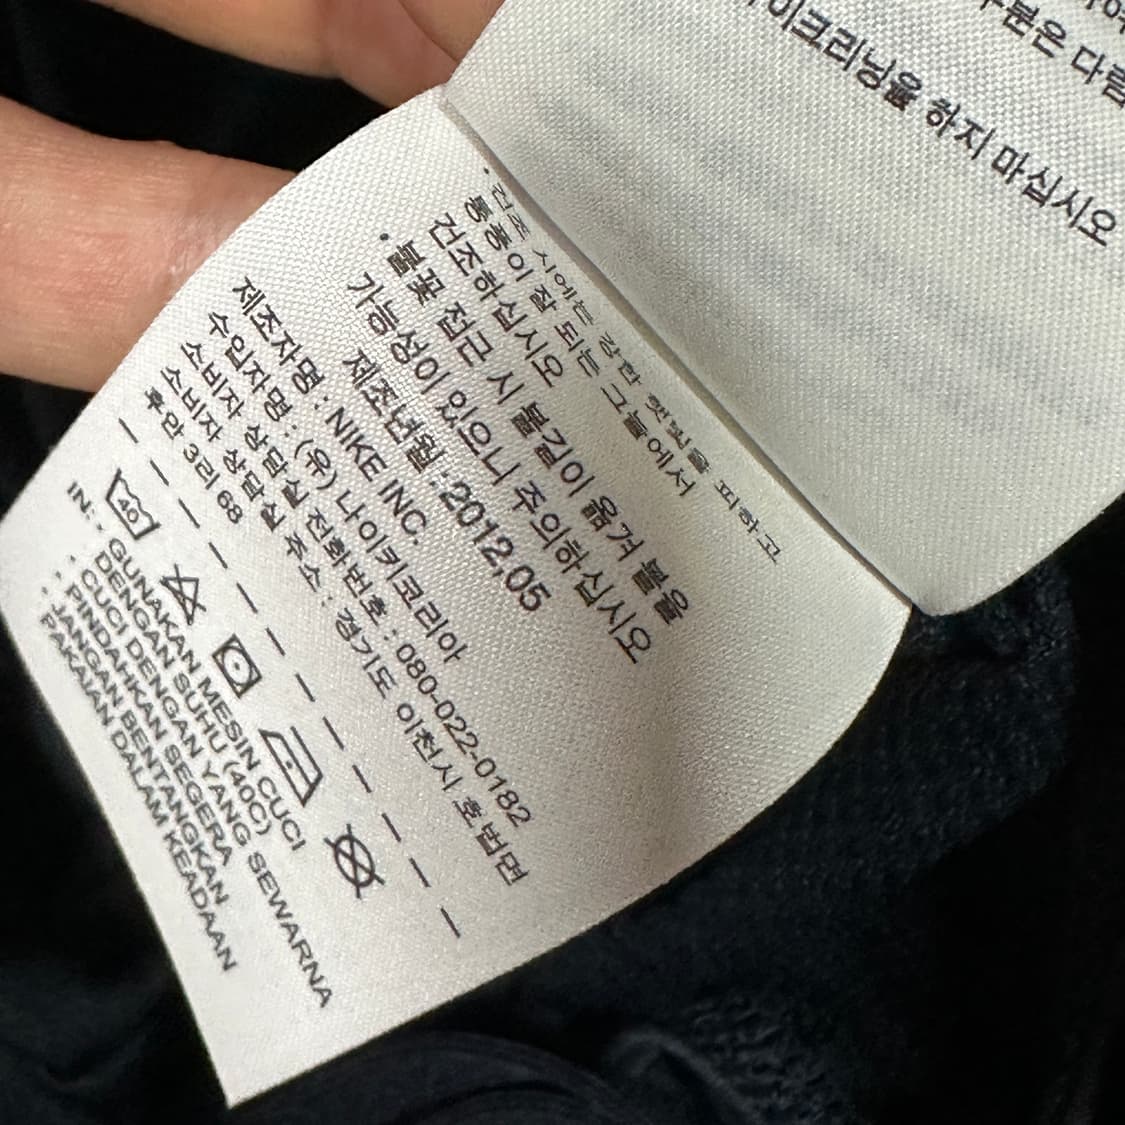 부분은 다림
이크리닝을 하지 마십시오
· 건조 시에는 강한 햇빛을 피하고
통풍이 잘 되는 그늘에서
건조하십시오
· 불꽃 접근 시 불길이 옮겨 붙을
가능성이 있으니 주의하십시오
제조년월 : 2012,05
제조자명 : NIKE INC.
수입자명 : (유) 나이키코리아
소비자 상담실 전화번호 : 080-022-0182
소비자 상담실 주소 : 경기도 이천시 호법면
후안 3리 68
40
IN: · GUNAKAN MESIN CUCI
DENGAN SUHU (40C)
· CUCI DENGAN YANG SEWARNA
· PINDAHKAN SEGERA
· JANGAN BENTANGKAN
PAKAIAN DALAM KEADAAN